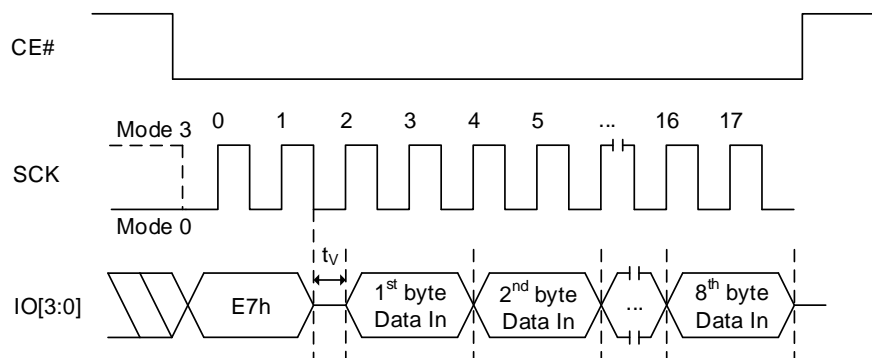 CE#
Mode 3
0 1 2 3 4 5 ... 16 17
SCK
Mode 0
tV
IO[3:0]
E7h
1st byte
Data In
2nd byte
Data In
...
8th byte
Data In